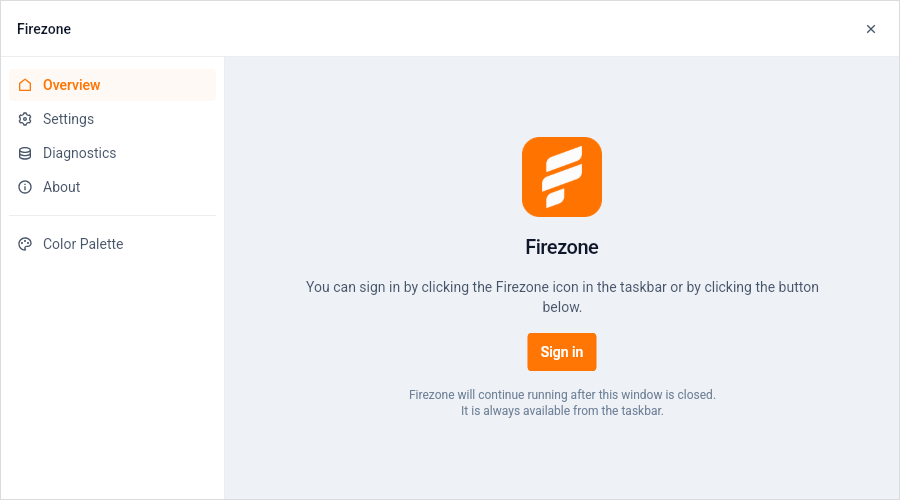 Firezone
Overview
Settings
Diagnostics
About
Color Palette
Firezone
You can sign in by clicking the Firezone icon in the taskbar or by clicking the button
below.
Sign in
Firezone will continue running after this window is closed.
It is always available from the taskbar.